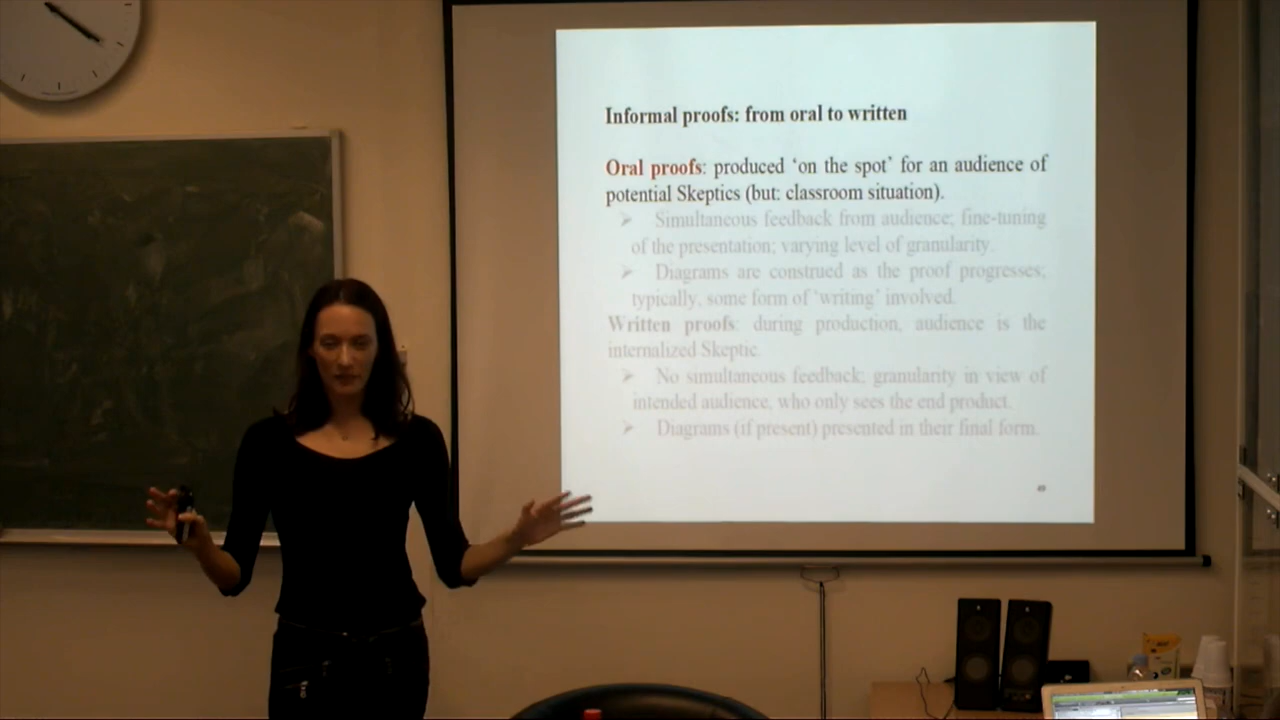 Informal proofs: from oral to written
Oral proofs: produced ‘on the spot’ for an audience of
potential Skeptics (but: classroom situation).
➢ Simultaneous feedback from audience; fine-tuning
of the presentation; varying level of granularity.
➢ Diagrams are construed as the proof progresses;
typically, some form of ‘writing’ involved.
Written proofs: during production, audience is the
internalized Skeptic.
➢ No simultaneous feedback; granularity in view of
intended audience, who only sees the end product.
➢ Diagrams (if present) presented in their final form.